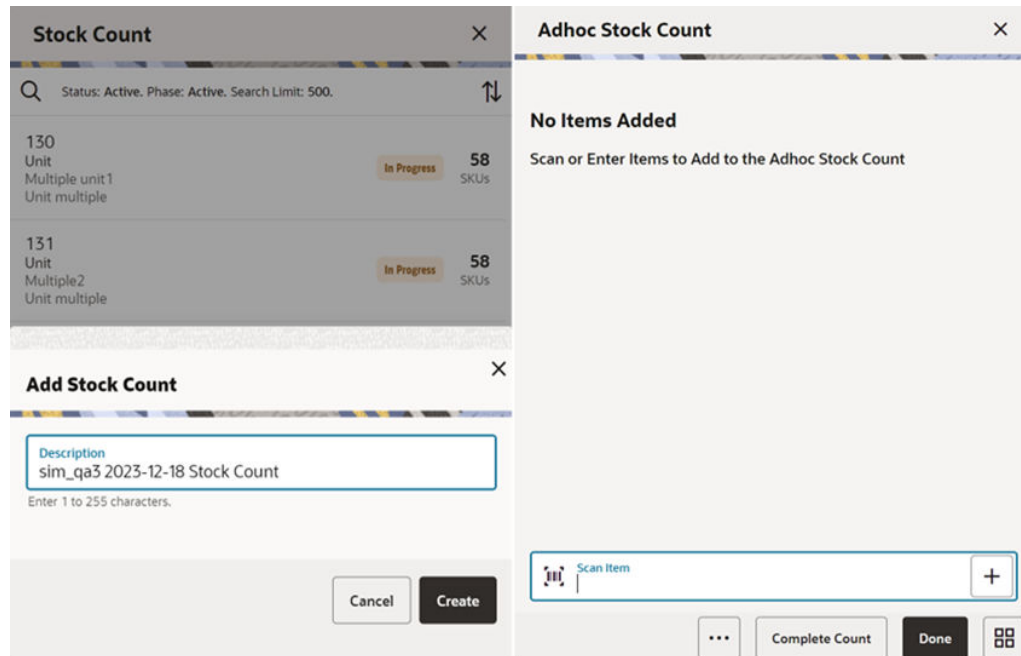 Stock Count
Status: Active. Phase: Active. Search Limit: 500.
130
Unit
Multiple unit1
Unit multiple
In Progress
58
SKUs
131
Unit
Multiple2
Unit multiple
In Progress
58
SKUs
Add Stock Count
Description
sim_qa3 2023-12-18 Stock Count
Enter 1 to 255 characters.
Cancel
Create
Adhoc Stock Count
No Items Added
Scan or Enter Items to Add to the Adhoc Stock Count
Scan Item
Complete Count
Done